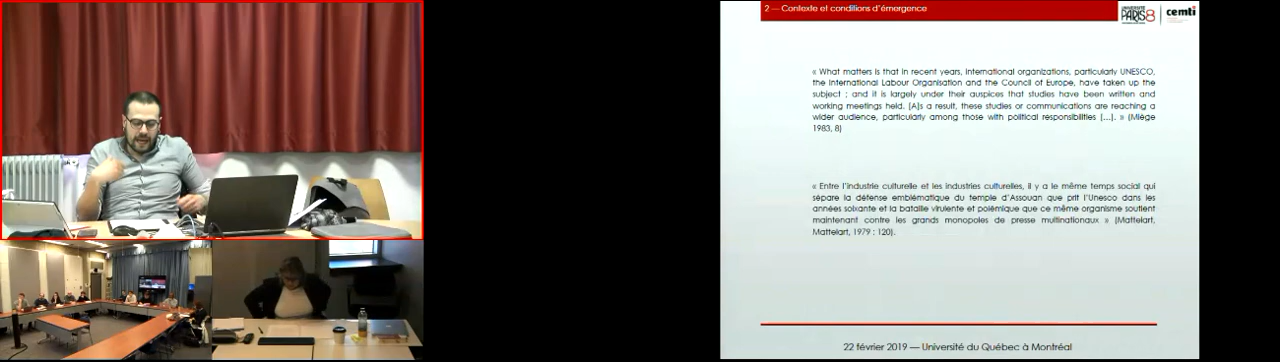 2 — Contexte et conditions d'émergence
UNIVERSITÉ
PARIS8
cemti
« What matters is that in recent years, international organizations, particularly UNESCO,
the International Labour Organisation and the Council of Europe, have taken up the
subject ; and it is largely under their auspices that studies have been written and
working meetings held. [A]s a result, these studies or communications are reaching a
wider audience, particularly among those with political responsibilities […]. » (Miège
1983, 8)
« Entre l'industrie culturelle et les industries culturelles, il y a le même temps social qui
sépare la défense emblématique du temple d'Assouan que prit l'Unesco dans les
années soixante et la bataille virulente et polémique que ce même organisme soutient
maintenant contre les grands monopoles de presse multinationaux » (Mattelart,
Mattelart, 1979 : 120).
22 février 2019 — Université du Québec à Montréal